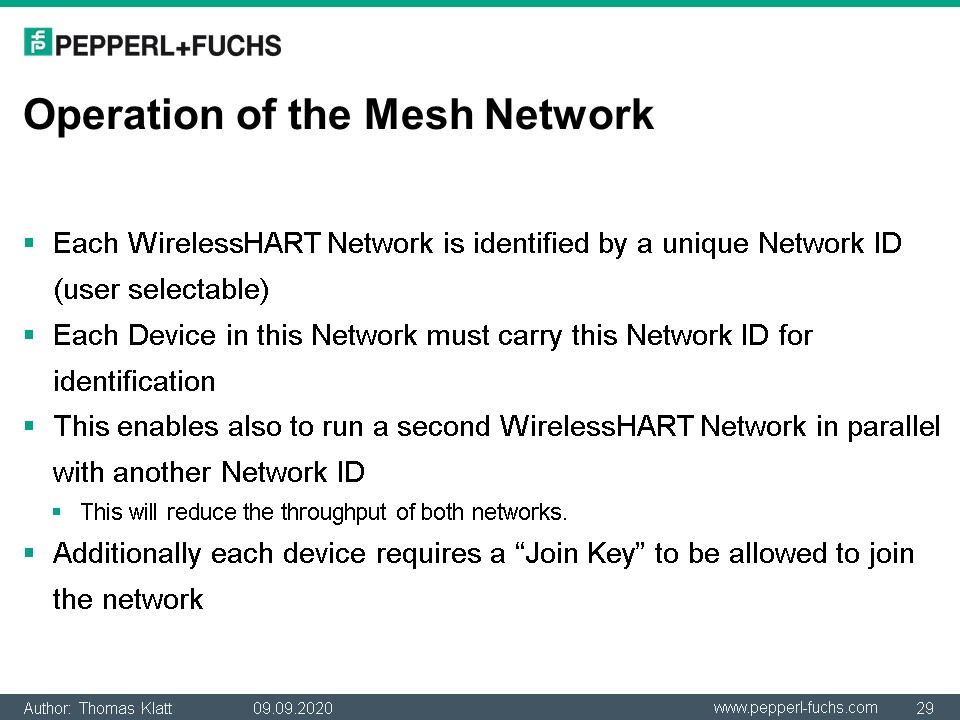 PEPPERL+FUCHS
Operation of the Mesh Network
Each WirelessHART Network is identified by a unique Network ID
(user selectable)
Each Device in this Network must carry this Network ID for
identification
This enables also to run a second WirelessHART Network in parallel
with another Network ID
This will reduce the throughput of both networks.
Additionally each device requires a “Join Key” to be allowed to join
the network
Author: Thomas Klatt 09.09.2020 www.pepperl-fuchs.com 29